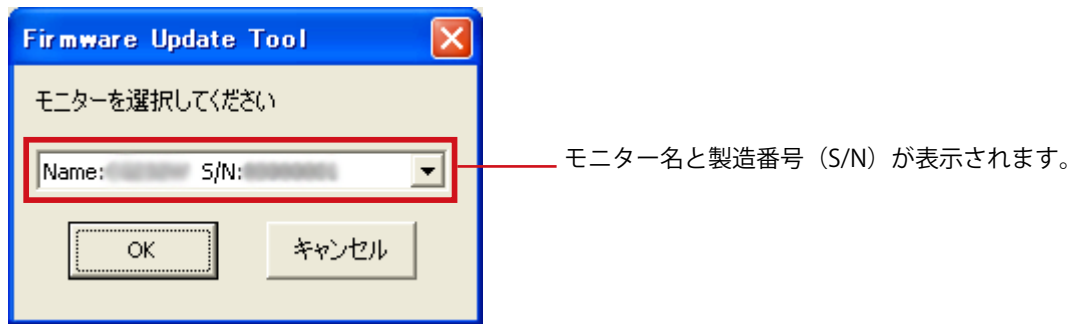 Firmware Update Tool
モニターを選択してください
Name: S/N:
モニター名と製造番号（S/N）が表示されます。
OK
キャンセル